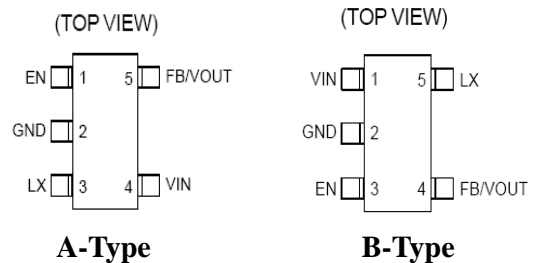 (TOP VIEW)
EN 1 5 FB/VOUT
GND 2
LX 3 4 VIN
A-Type
(TOP VIEW)
VIN 1 5 LX
GND 2
EN 3 4 FB/VOUT
B-Type